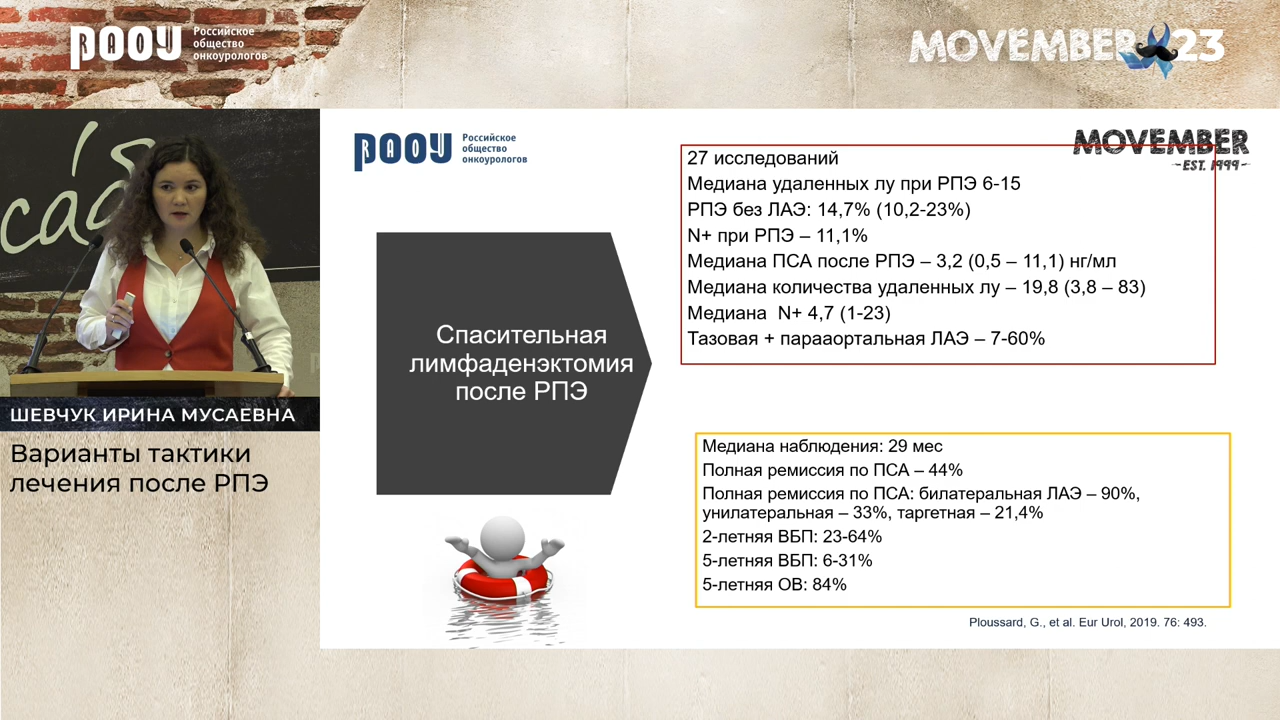 РООУ
Российское
общество
онкоурологов
MOVEMBER 23
ШЕВЧУК ИРИНА МУСАЕВНА
Варианты тактики
лечения после РПЭ
РООУ
Российское
общество
онкоурологов
MOVEMBER
EST. 1999
Спасительная
лимфаденэктомия
после РПЭ
27 исследований
Медиана удаленных лу при РПЭ 6-15
РПЭ без ЛАЭ: 14,7% (10,2-23%)
N+ при РПЭ – 11,1%
Медиана ПСА после РПЭ – 3,2 (0,5 – 11,1) нг/мл
Медиана количества удаленных лу – 19,8 (3,8 – 83)
Медиана N+ 4,7 (1-23)
Тазовая + парааортальная ЛАЭ – 7-60%
Медиана наблюдения: 29 мес
Полная ремиссия по ПСА – 44%
Полная ремиссия по ПСА: билатеральная ЛАЭ – 90%,
унилатеральная – 33%, таргетная – 21,4%
2-летняя ВБП: 23-64%
5-летняя ВБП: 6-31%
5-летняя ОВ: 84%
Ploussard, G., et al. Eur Urol, 2019. 76: 493.